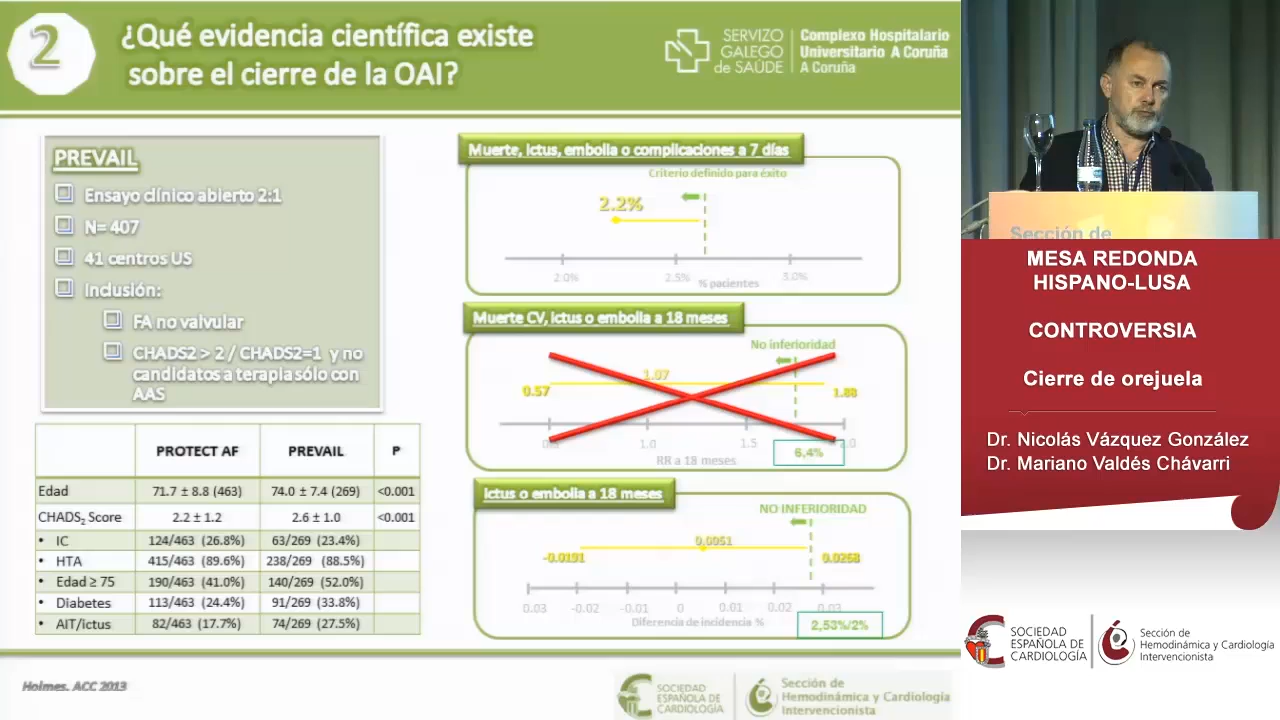 2
¿Qué evidencia científica existe
sobre el cierre de la OAI?
SERVIZO
GALEGO
de SAÚDE
Complexo Hospitalario
Universitario A Coruña
A Coruña
PREVAIL
Ensayo clínico abierto 2:1
N= 407
41 centros US
Inclusión:
FA no valvular
CHADS2 > 2 / CHADS2=1 y no
candidatos a terapia sólo con
AAS
PROTECT AF PREVAIL P
Edad 71.7 ± 8.8 (463) 74.0 ± 7.4 (269) <0.001
CHADS₂ Score 2.2 ± 1.2 2.6 ± 1.0 <0.001
• IC 124/463 (26.8%) 63/269 (23.4%)
• HTA 415/463 (89.6%) 238/269 (88.5%)
• Edad ≥ 75 190/463 (41.0%) 140/269 (52.0%)
• Diabetes 113/463 (24.4%) 91/269 (33.8%)
• AIT/Ictus 82/463 (17.7%) 74/269 (27.5%)
Muerte, ictus, embolia o complicaciones a 7 días
Criterio definido para éxito
2.2%
2.0% 2.5% 3.0%
% pacientes
Muerte CV, ictus o embolia a 18 meses
No inferioridad
0.57 1.07 1.88
1.0 1.5
RR a 18 meses
6,4%
Ictus o embolia a 18 meses
NO INFERIORIDAD
-0.0191 0.0051 0.0268
0.03 -0.02 -0.01 0 0.01 0.02 0.03
Diferencia de incidencia %
2,53%/2%
Holmes. ACC 2013
SOCIEDAD
ESPAÑOLA DE
CARDIOLOGÍA
Sección de
Hemodinámica y Cardiología
Intervencionista
Sección de
MESA REDONDA
HISPANO-LUSA
CONTROVERSIA
Cierre de orejuela
Dr. Nicolás Vázquez González
Dr. Mariano Valdés Chávarri
SOCIEDAD
ESPAÑOLA DE
CARDIOLOGÍA
Sección de
Hemodinámica y Cardiología
Intervencionista